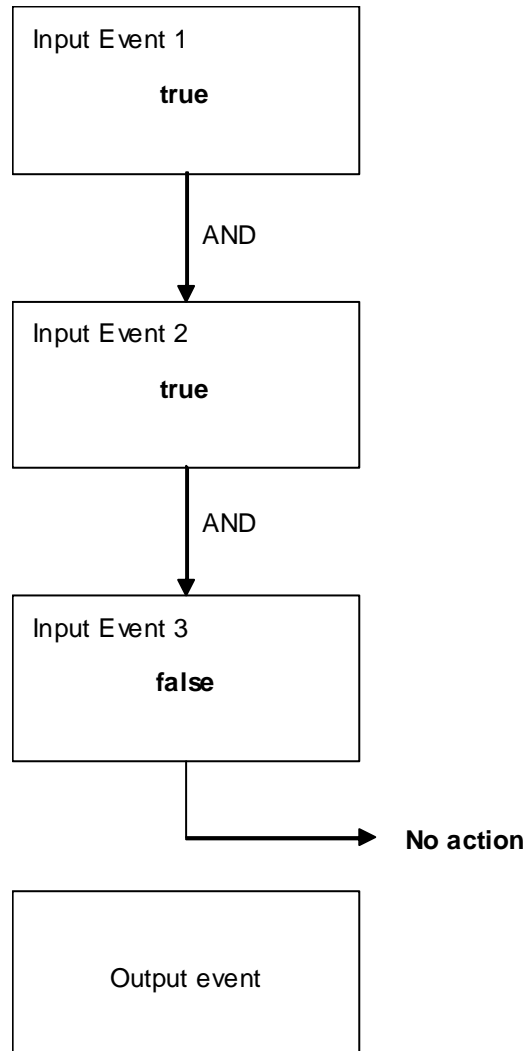 Input Event 1
true
AND
Input Event 2
true
AND
Input Event 3
false
No action
Output event